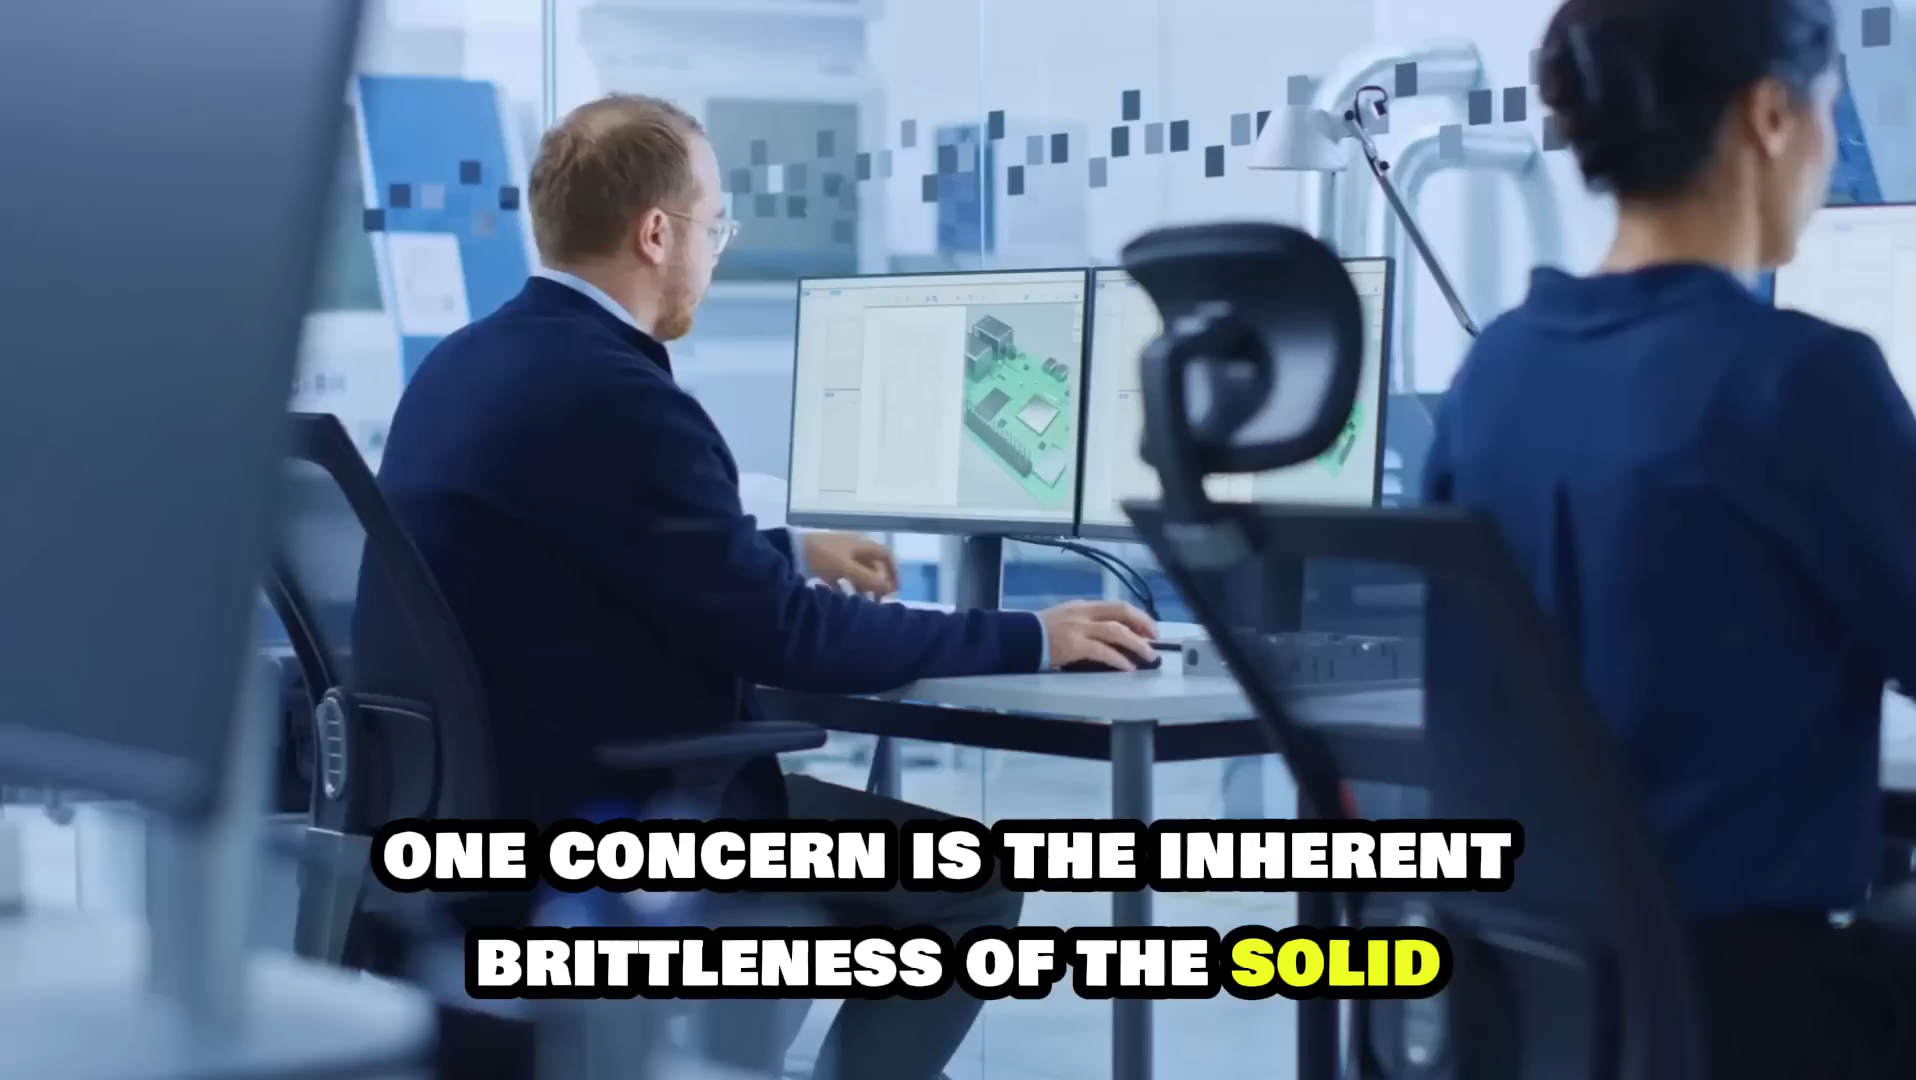 ONE CONCERN IS THE INHERENT
BRITTLENESS OF THE SOLID